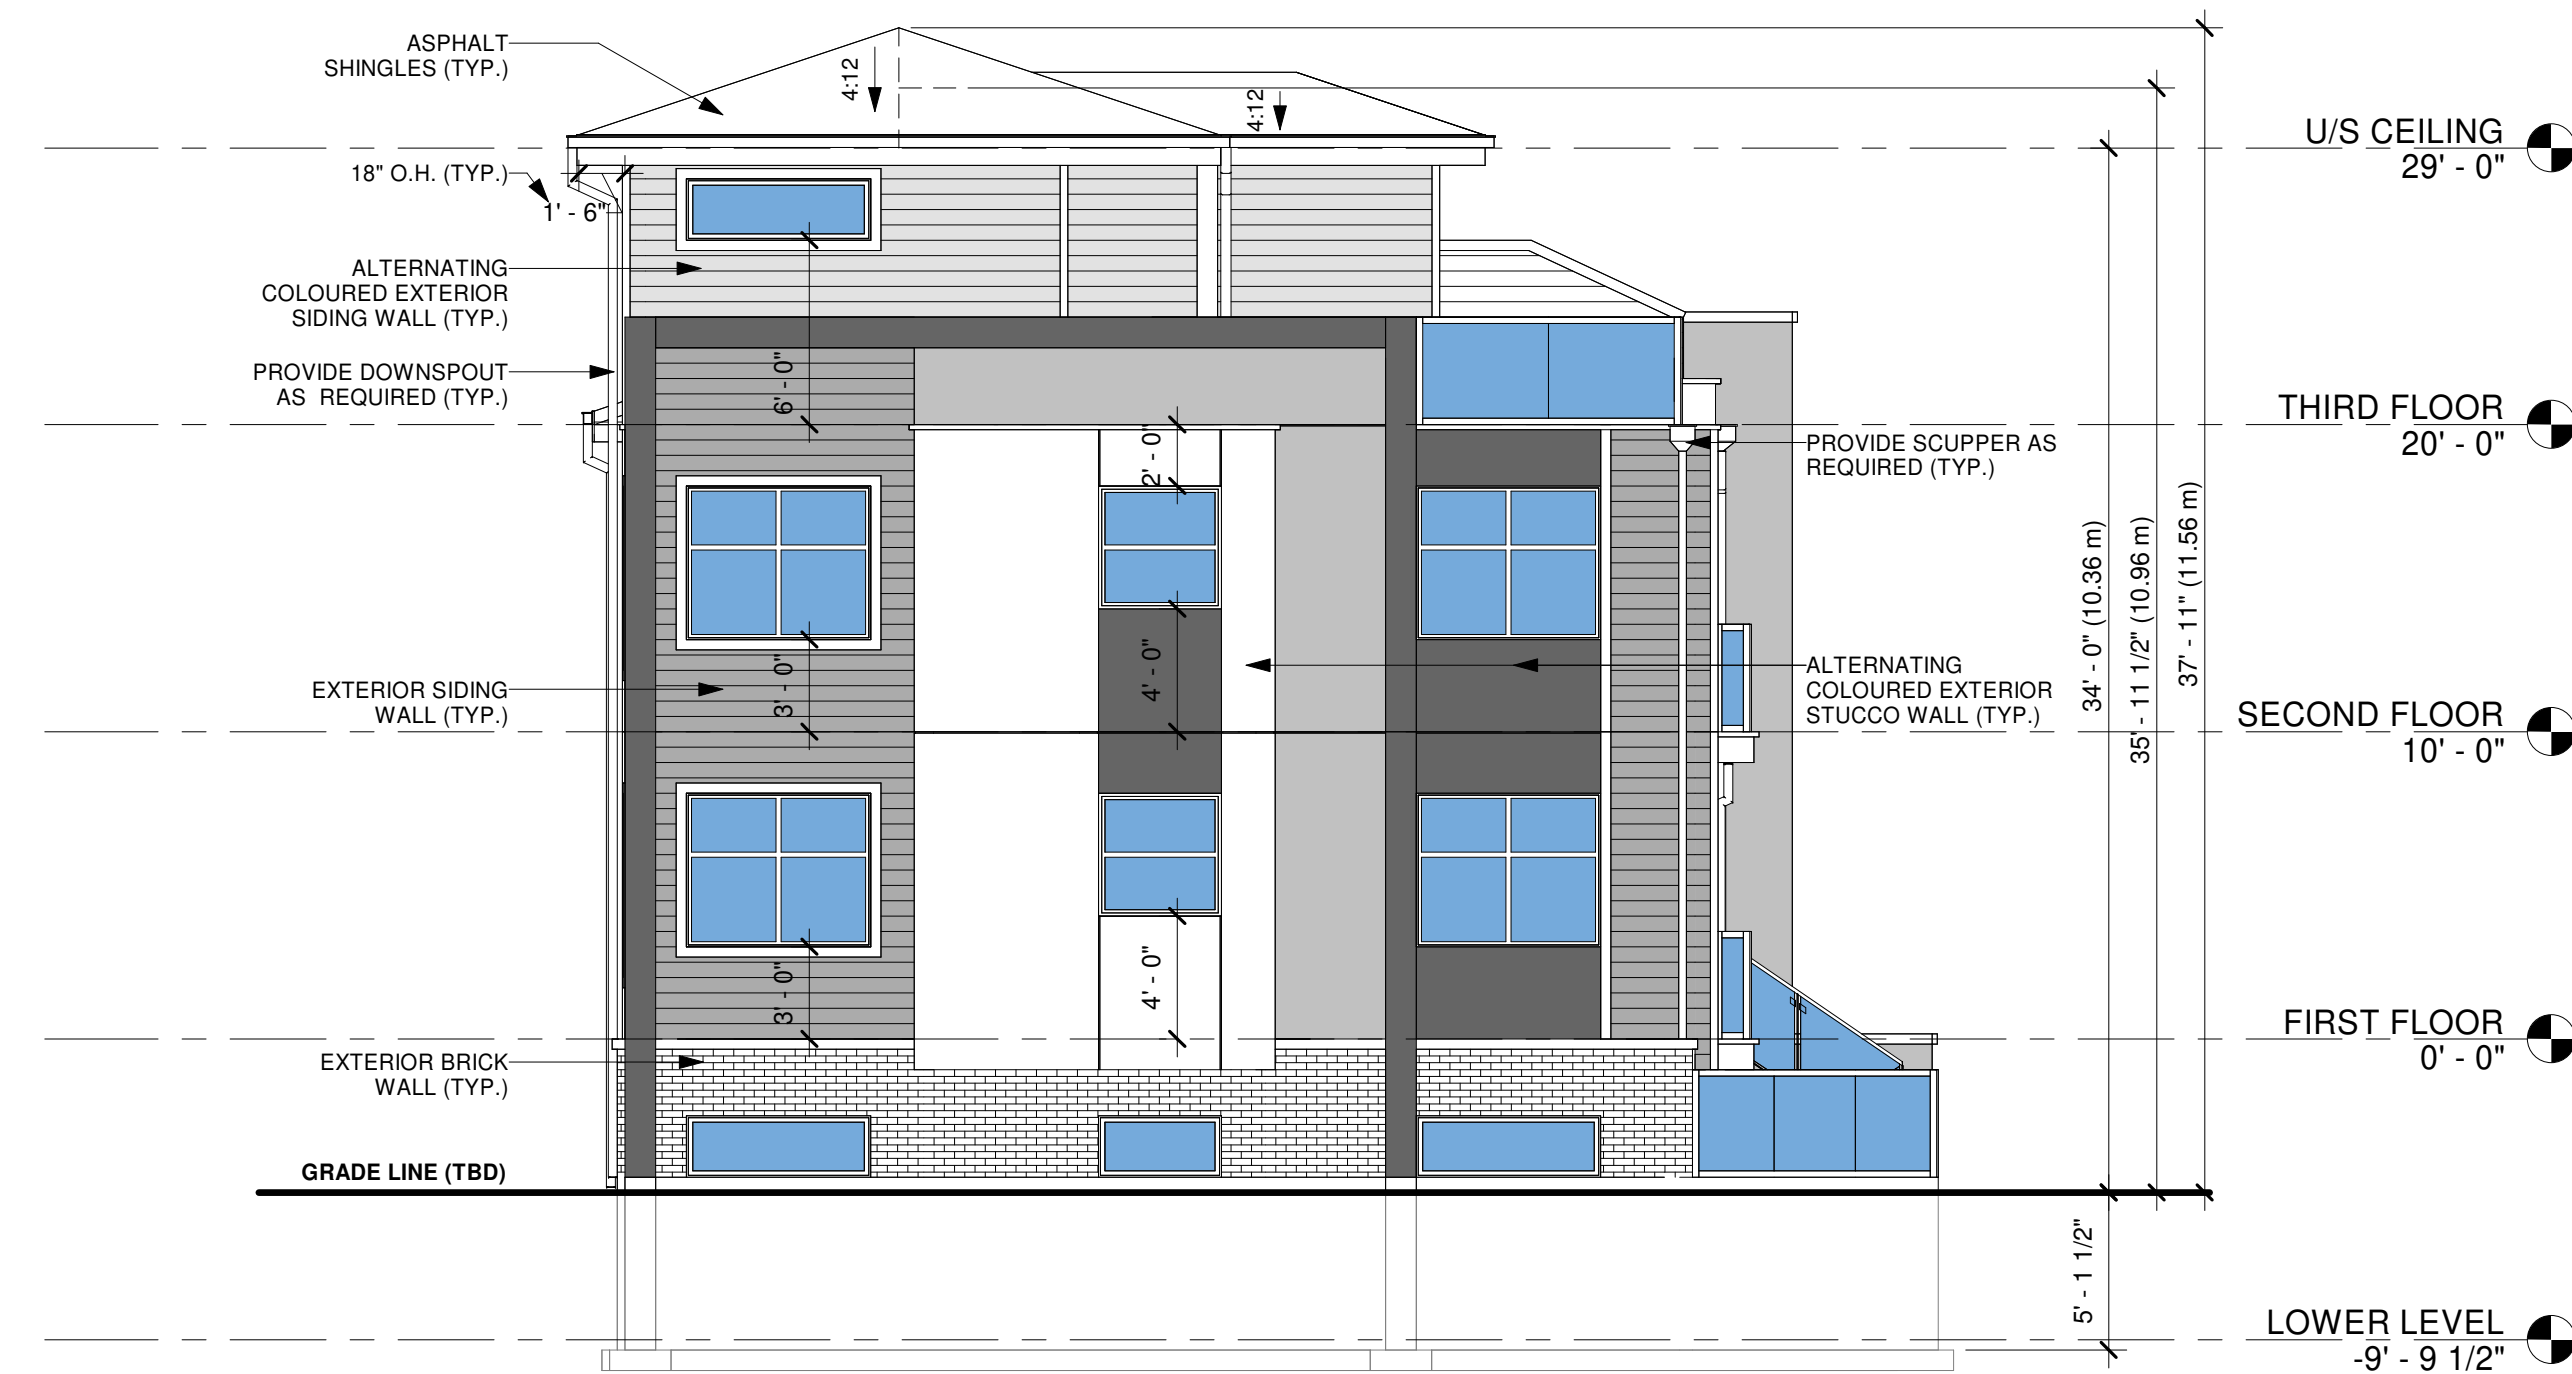 ASPHALT
SHINGLES (TYP.)
4:12
4:12
U/S CEILING
29' - 0"
18" O.H. (TYP.)
1' - 6"
ALTERNATING
COLOURED EXTERIOR
SIDING WALL (TYP.)
PROVIDE DOWNSPOUT
AS REQUIRED (TYP.)
6' - 0"
THIRD FLOOR
20' - 0"
2' - 0"
PROVIDE SCUPPER AS
REQUIRED (TYP.)
34' - 0" (10.36 m)
35' - 11 1/2" (10.96 m)
37' - 11" (11.56 m)
EXTERIOR SIDING
WALL (TYP.)
3' - 0"
4' - 0"
ALTERNATING
COLOURED EXTERIOR
STUCCO WALL (TYP.)
SECOND FLOOR
10' - 0"
3' - 0"
4' - 0"
FIRST FLOOR
0' - 0"
EXTERIOR BRICK
WALL (TYP.)
GRADE LINE (TBD)
5' - 1 1/2"
LOWER LEVEL
-9' - 9 1/2"